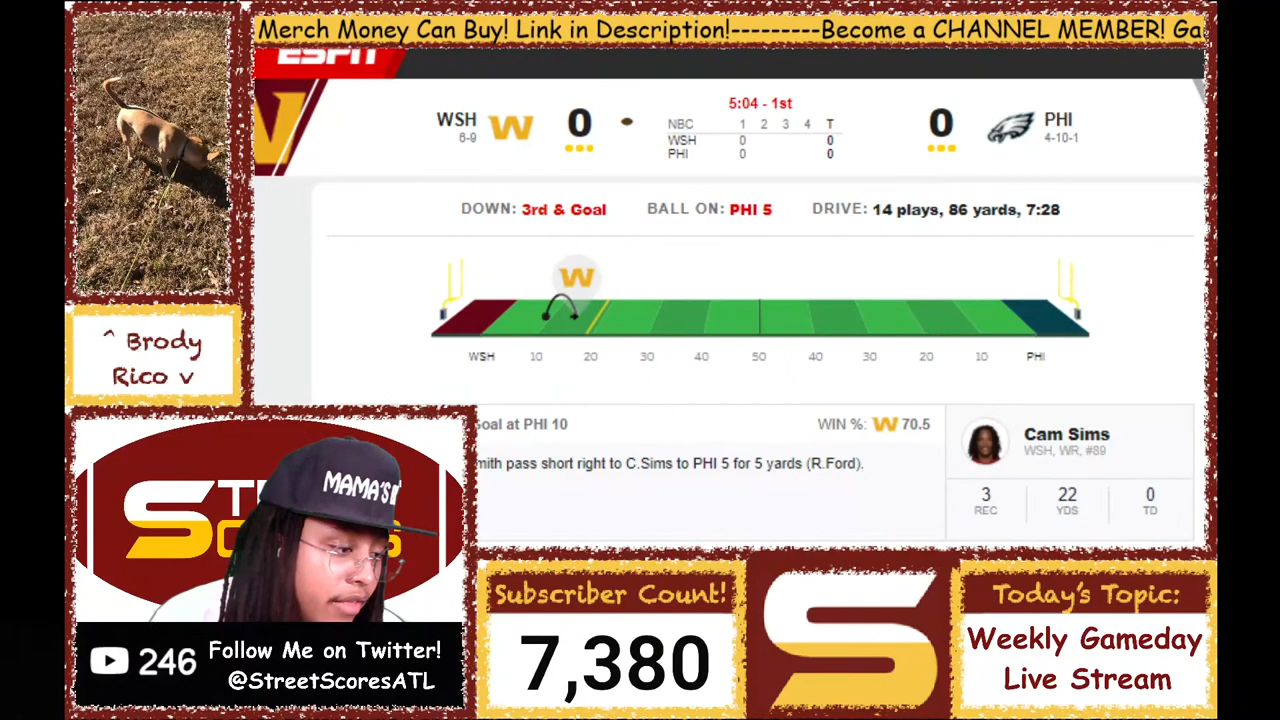 Merch Money Can Buy! Link in Description!---------Become a CHANNEL MEMBER! Ga
ESPN
WSH
6-9
W
0
5:04 - 1st
NBC 1 2 3 4 T
WSH 0 0
PHI 0 0
0
PHI
4-10-1
DOWN: 3rd & Goal
BALL ON: PHI 5
DRIVE: 14 plays, 86 yards, 7:28
W
WSH 10 20 30 40 50 40 30 20 10 PHI
^ Brody
Rico v
oal at PHI 10
WIN %: W 70.5
mith pass short right to C.Sims to PHI 5 for 5 yards (R.Ford).
Cam Sims
WSH, WR, #89
3 22 0
REC YDS TD
MAMA'S
246
Follow Me on Twitter!
@StreetScoresATL
Subscriber Count!
7,380
S
Today's Topic:
Weekly Gameday
Live Stream